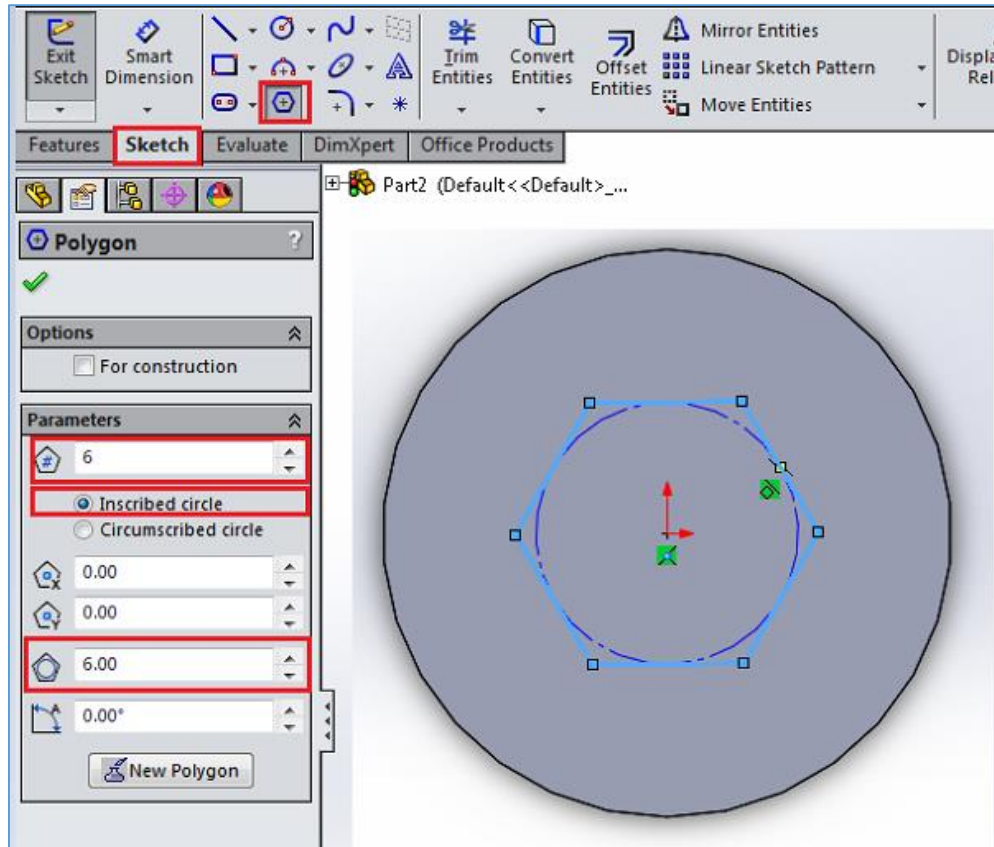 Exit Sketch
Smart Dimension
Trim Entities
Convert Entities
Offset Entities
Mirror Entities
Linear Sketch Pattern
Move Entities
Features Sketch Evaluate DimXpert Office Products
Part2 (Default<<Default>_...
Polygon ?
Options
For construction
Parameters
# 6
Inscribed circle
Circumscribed circle
X 0.00
Y 0.00
6.00
A 0.00°
New Polygon